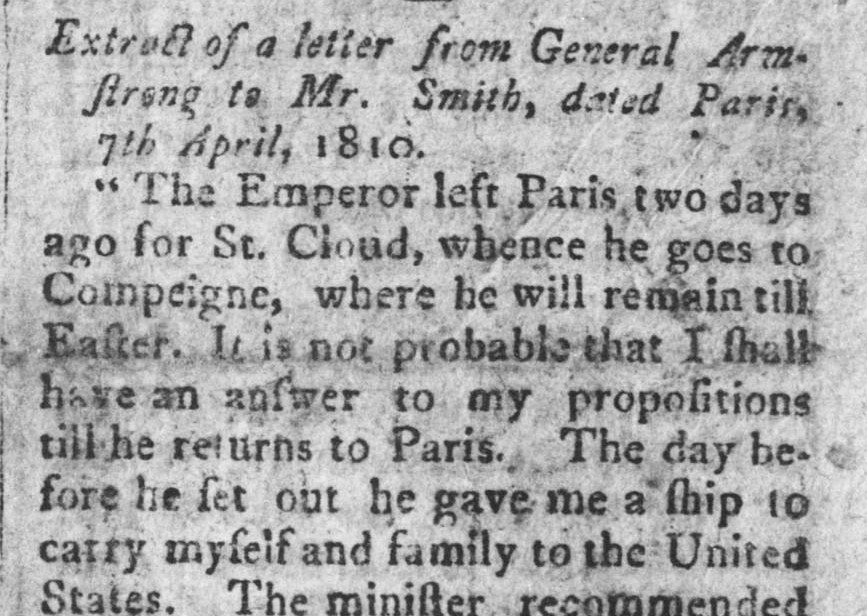 Extract of a letter from General Arm-
ſtrong to Mr. Smith, dated Paris,
7th April, 1810.
“ The Emperor left Paris two days
ago for St. Cloud, whence he goes to
Compeigne, where he will remain till
Eaſter. It is not probable that I ſhall
have an anſwer to my propoſitions
till he returns to Paris. The day be-
fore he ſet out he gave me a ſhip to
carry myſelf and family to the United
States. The miniſter recommended